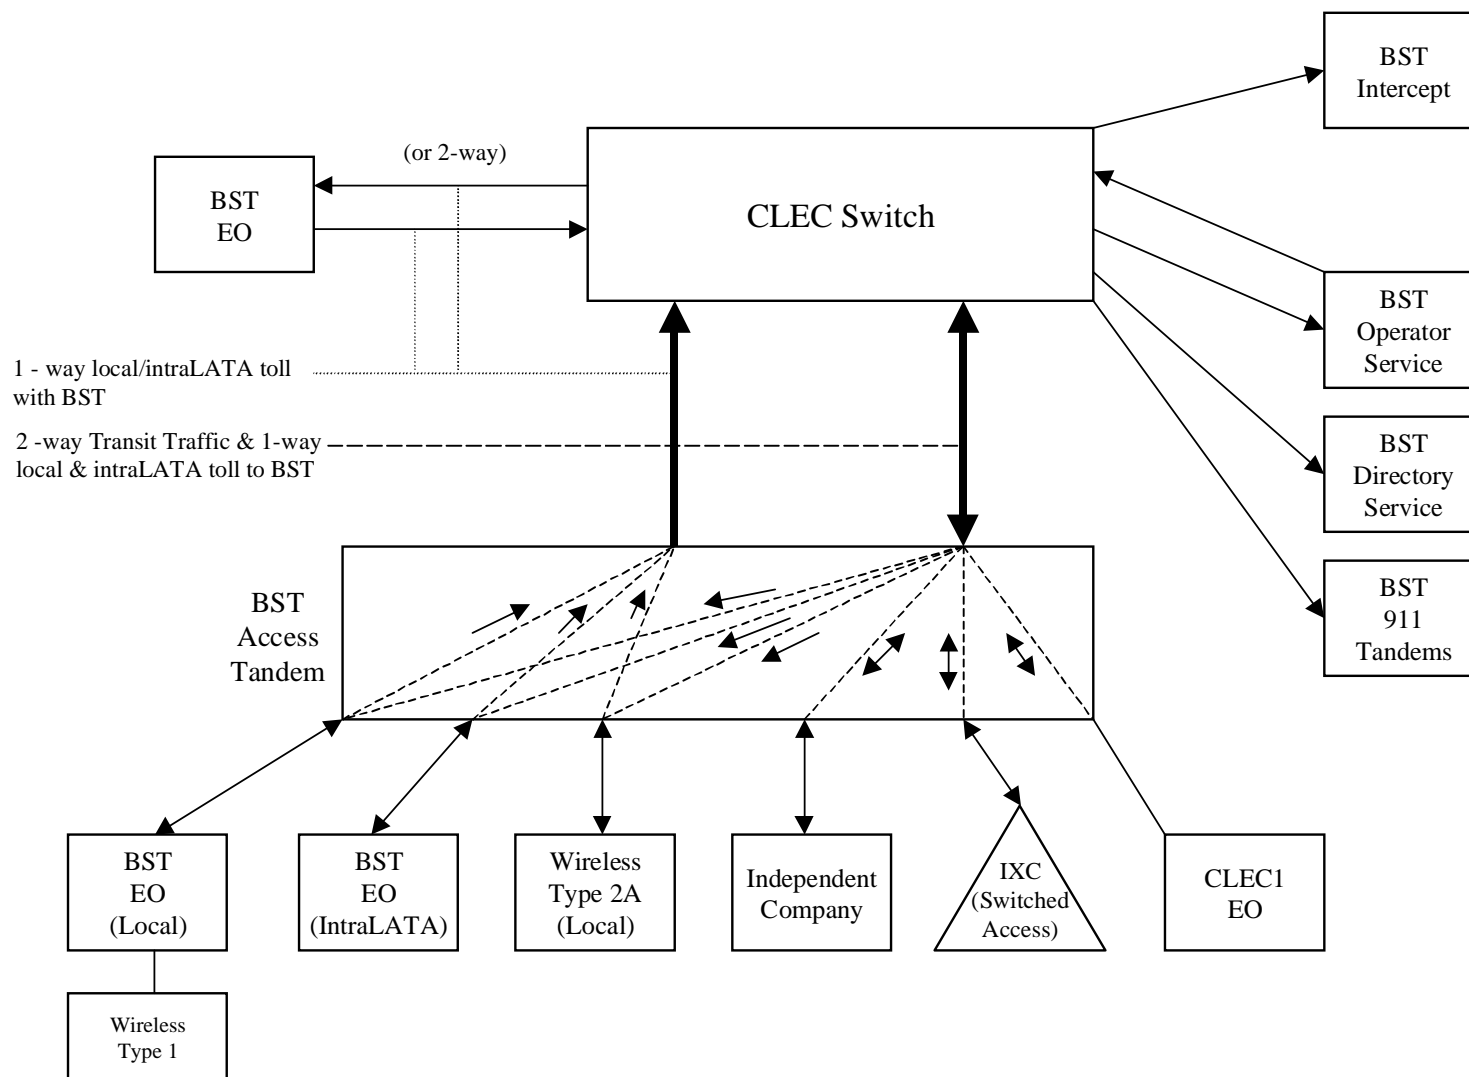 BST
Intercept
(or 2-way)
BST
EO
CLEC Switch
BST
Operator
Service
1 - way local/intraLATA toll
with BST
2 -way Transit Traffic & 1-way
local & intraLATA toll to BST
BST
Directory
Service
BST
Access
Tandem
BST
911
Tandems
BST
EO
(Local)
BST
EO
(IntraLATA)
Wireless
Type 2A
(Local)
Independent
Company
IXC
(Switched
Access)
CLEC1
EO
Wireless
Type 1